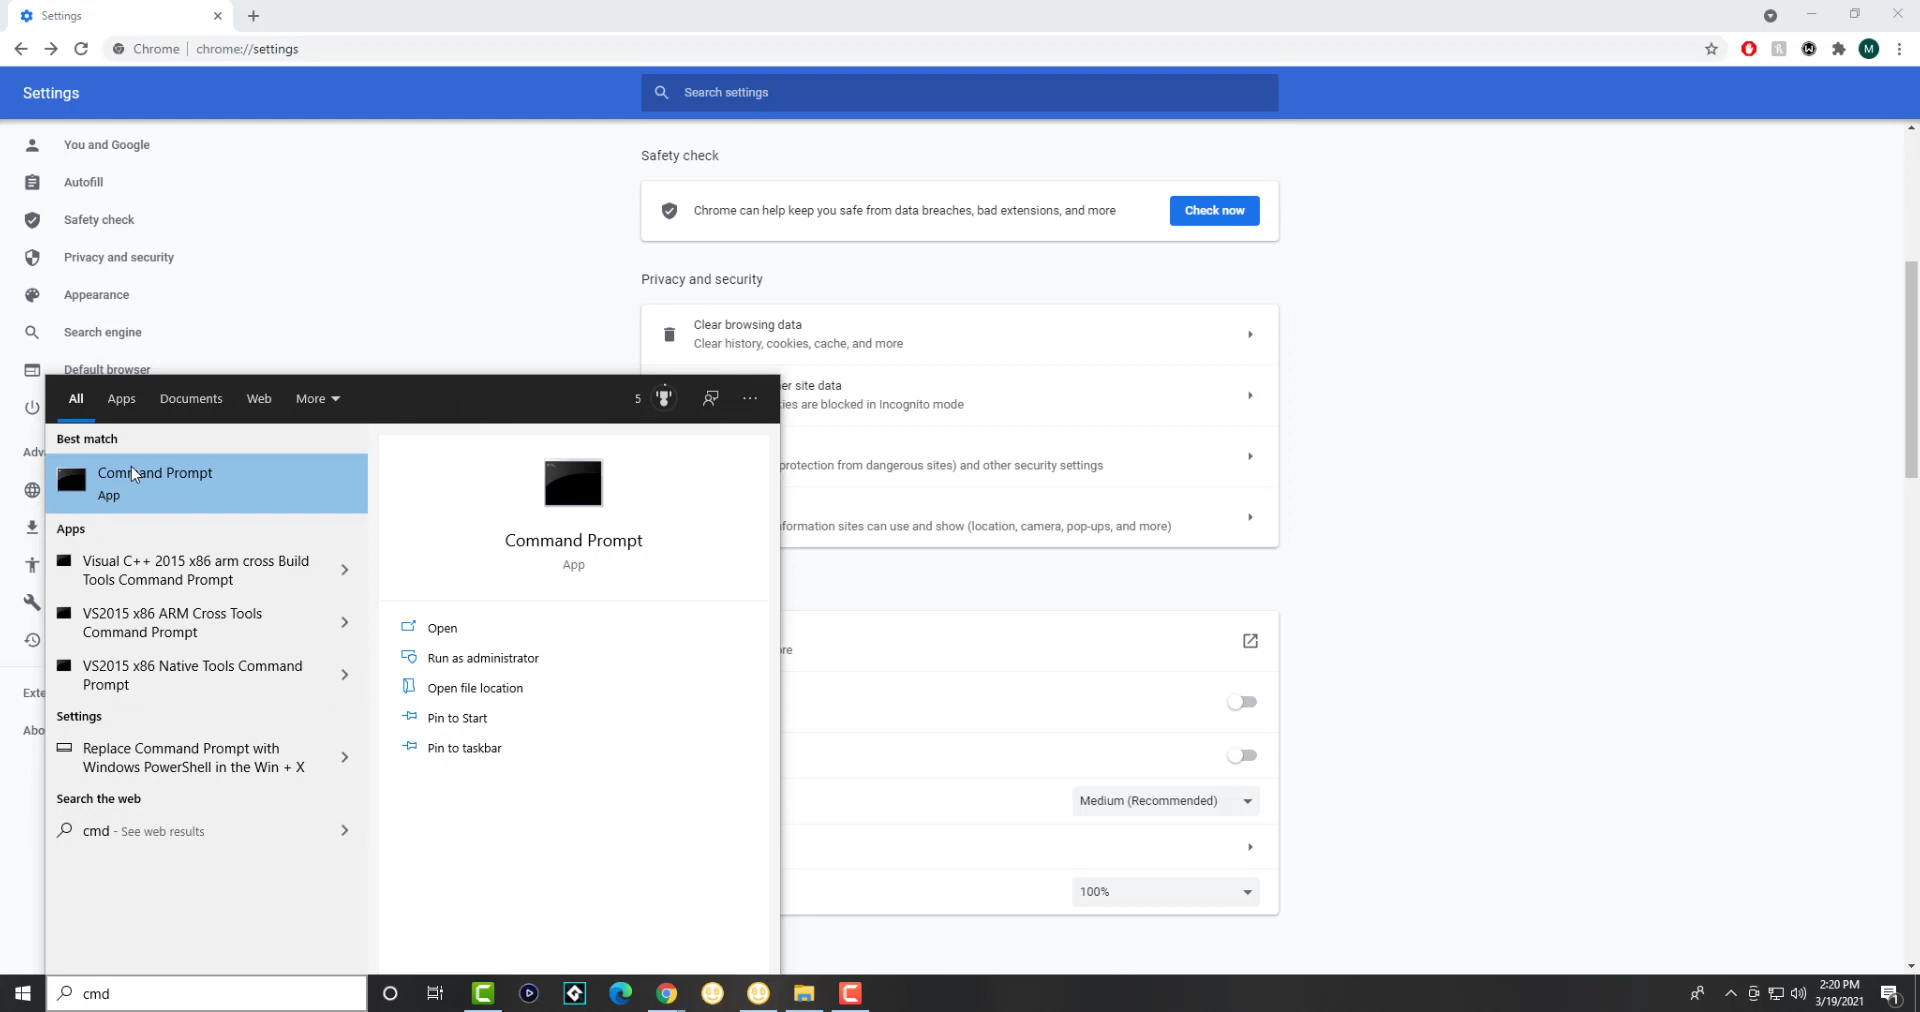 Settings
Chrome
chrome://settings
M
Settings
Search settings
You and Google
Autofill
Safety check
Privacy and security
Appearance
Search engine
Default browser
Adv
Exte
Abo
Safety check
Chrome can help keep you safe from data breaches, bad extensions, and more
Check now
Privacy and security
Clear browsing data
Clear history, cookies, cache, and more
er site data
ies are blocked in Incognito mode
protection from dangerous sites) and other security settings
formation sites can use and show (location, camera, pop-ups, and more)
re
Medium (Recommended)
100%
All
Apps
Documents
Web
More
5
Best match
Command Prompt
App
Apps
Visual C++ 2015 x86 arm cross Build
Tools Command Prompt
VS2015 x86 ARM Cross Tools
Command Prompt
VS2015 x86 Native Tools Command
Prompt
Settings
Replace Command Prompt with
Windows PowerShell in the Win + X
Search the web
cmd - See web results
Command Prompt
App
Open
Run as administrator
Open file location
Pin to Start
Pin to taskbar
cmd
2:20 PM
3/19/2021
1